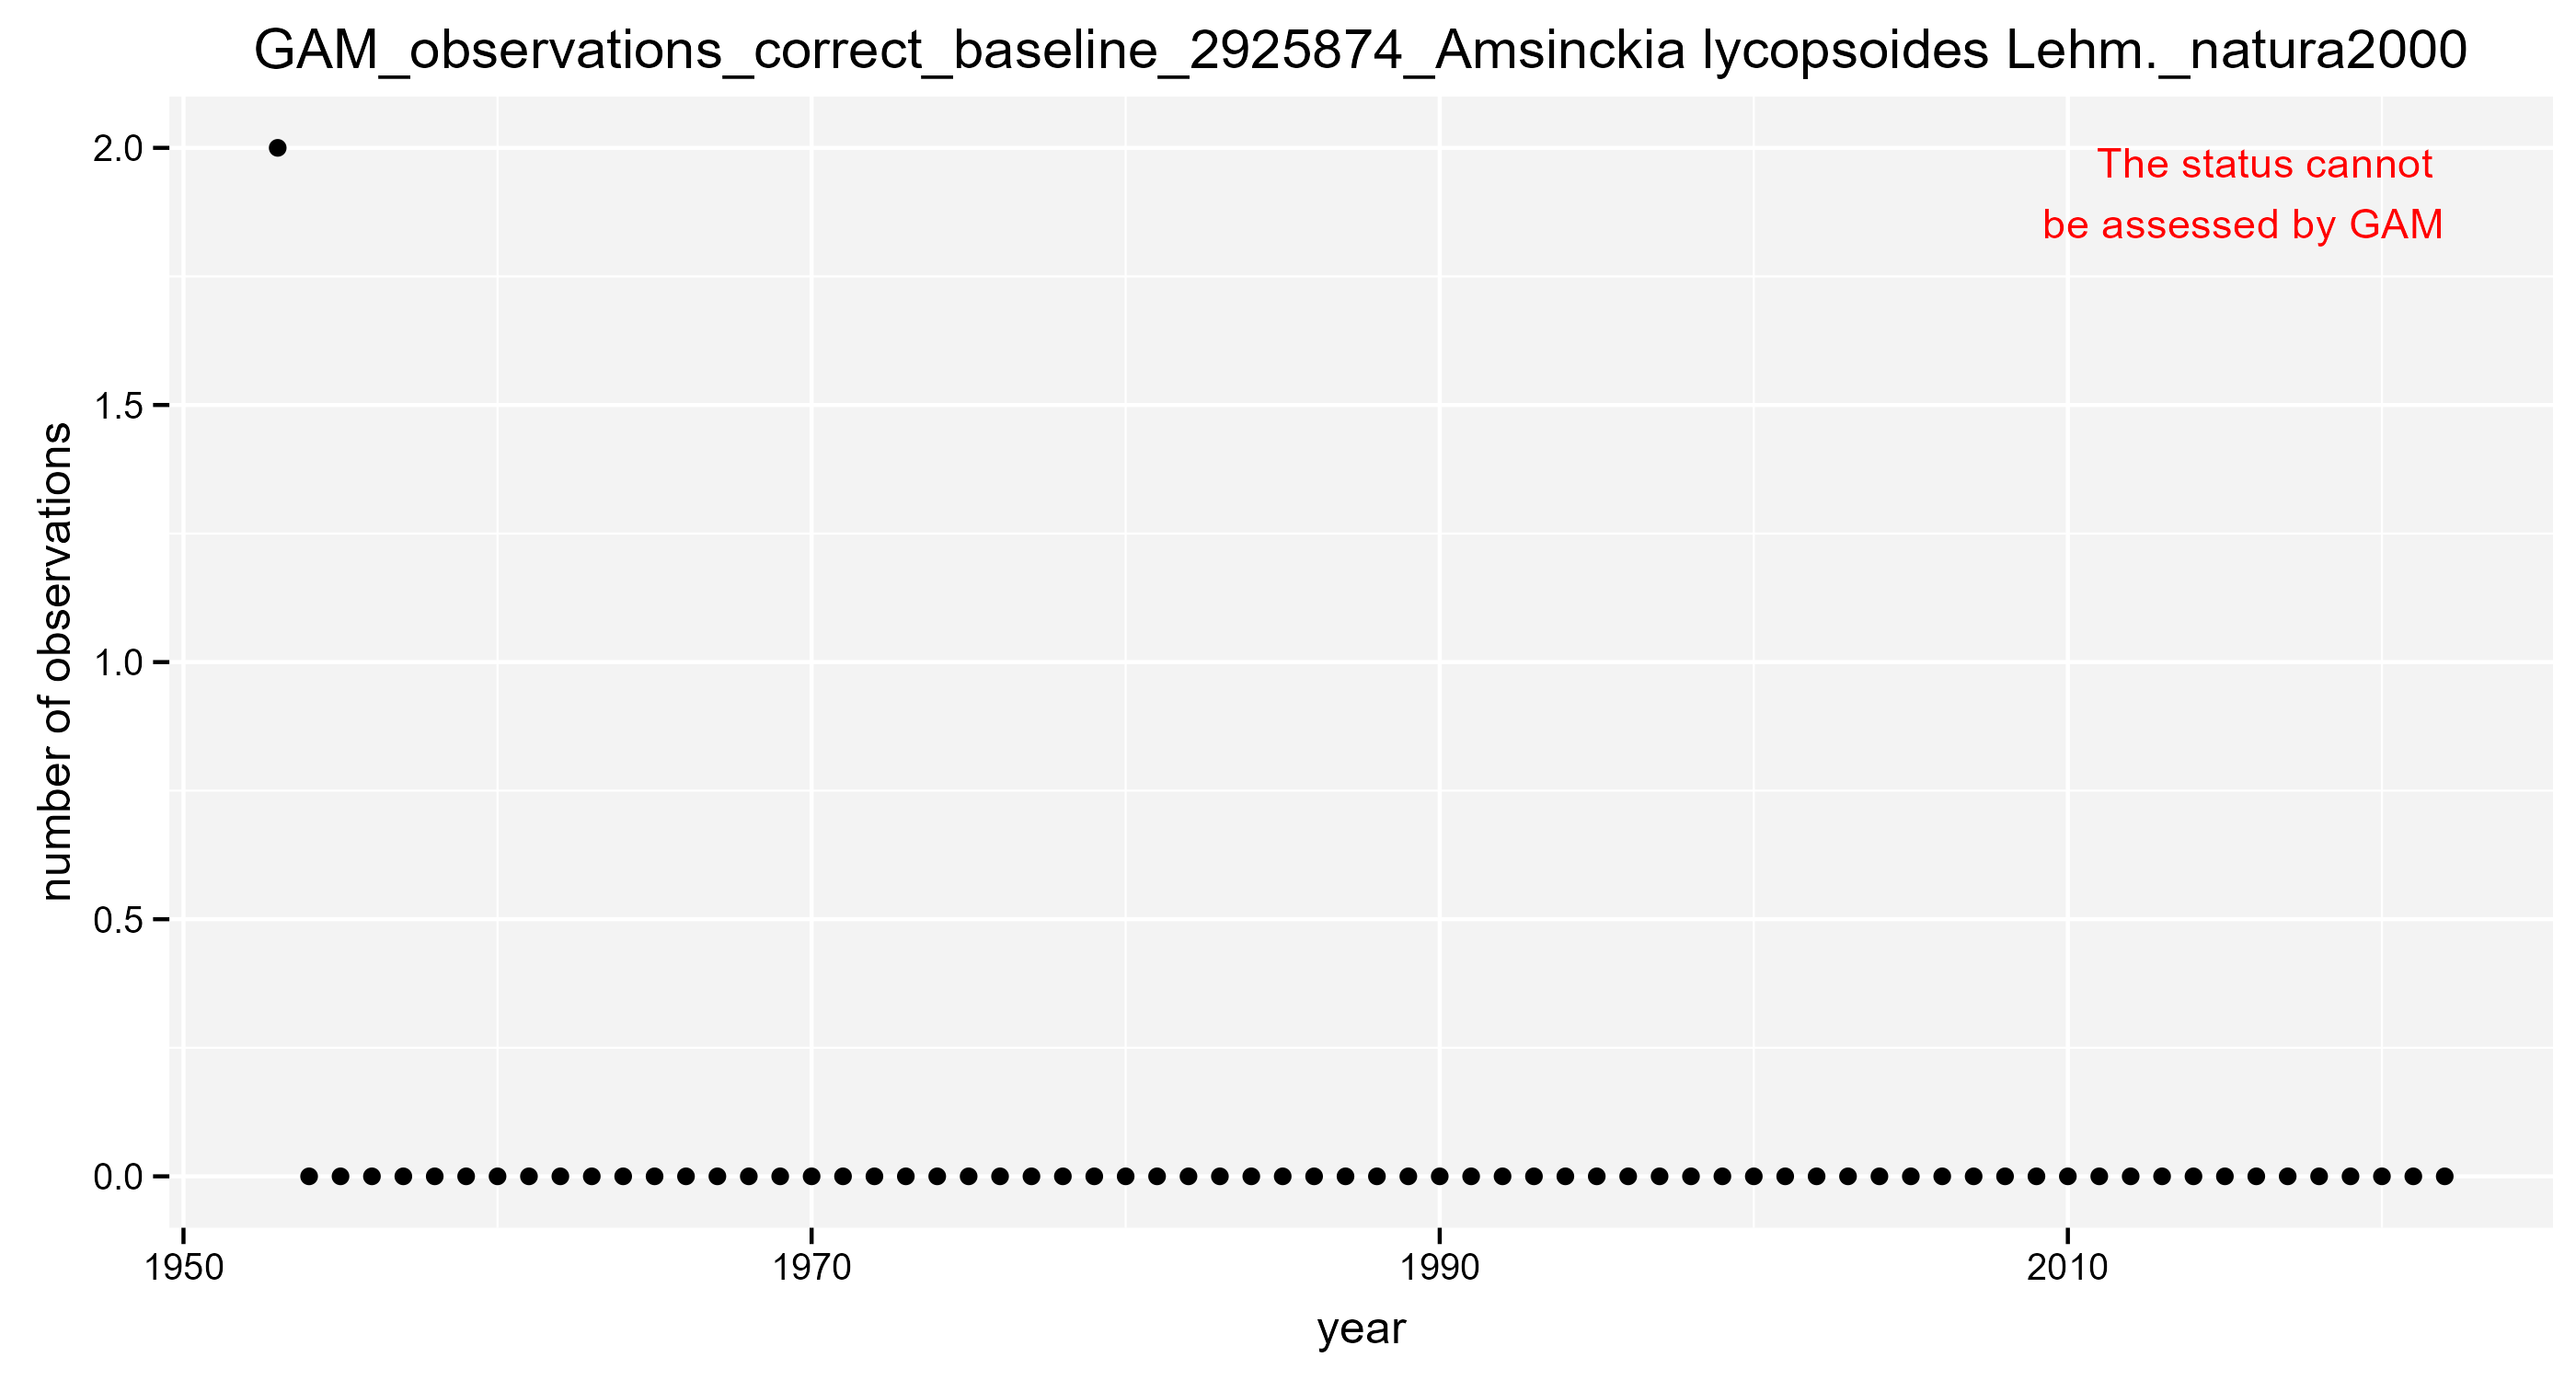 GAM_observations_correct_baseline_2925874_Amsinckia lycopsoides Lehm._natura2000
The status cannot
be assessed by GAM
number of observations
2.0
1.5
1.0
0.5
0.0
1950 1970 1990 2010
year